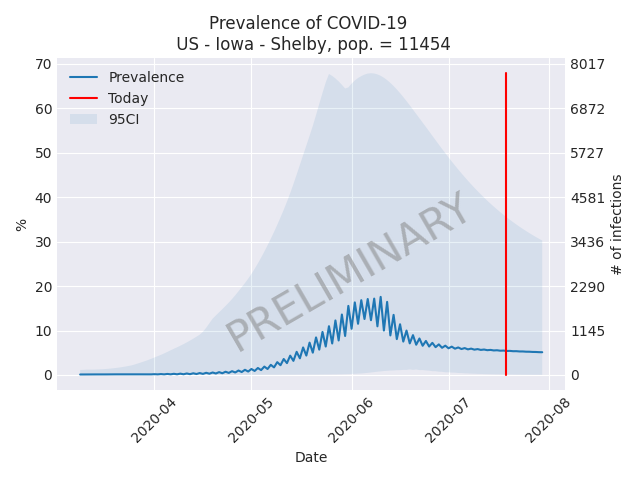 Prevalence of COVID-19
US - Iowa - Shelby, pop. = 11454
70
60
50
40
30
20
10
0
%
8017
6872
5727
4581
3436
2290
1145
0
# of infections
Prevalence
Today
95CI
PRELIMINARY
2020-04
2020-05
2020-06
2020-07
2020-08
Date